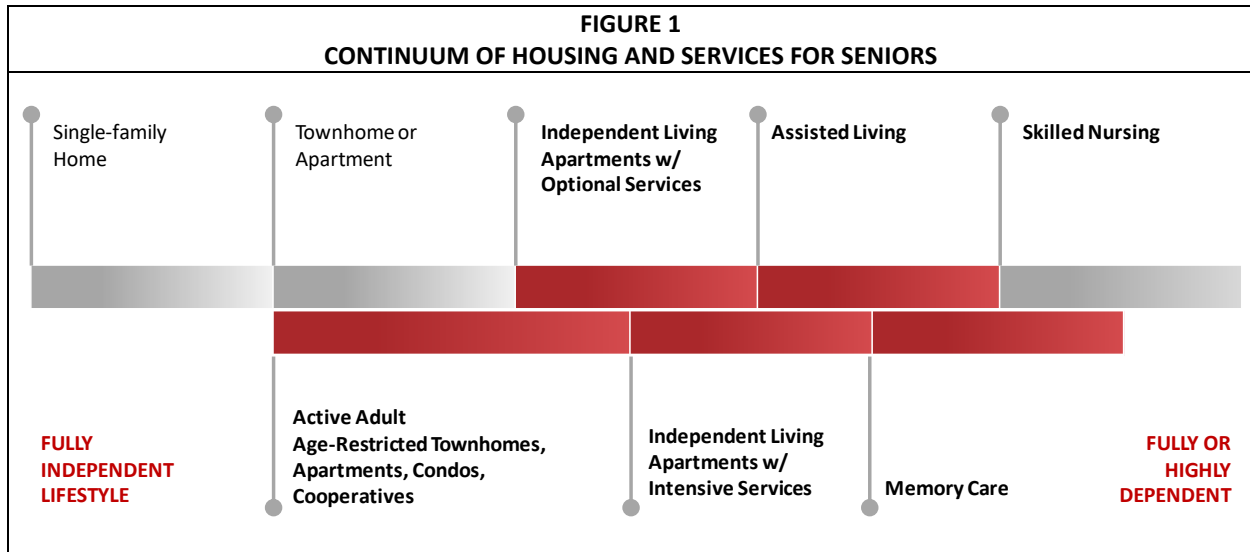 FIGURE 1
CONTINUUM OF HOUSING AND SERVICES FOR SENIORS
Single-family
Home
Townhome or
Apartment
Independent Living
Apartments w/
Optional Services
Assisted Living
Skilled Nursing
FULLY
INDEPENDENT
LIFESTYLE
Active Adult
Age-Restricted Townhomes,
Apartments, Condos,
Cooperatives
Independent Living
Apartments w/
Intensive Services
Memory Care
FULLY OR
HIGHLY
DEPENDENT